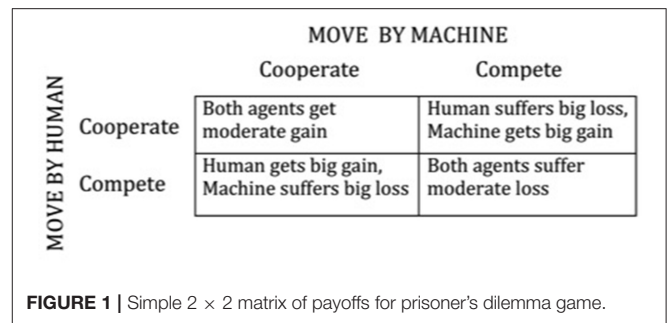 MOVE BY MACHINE
Cooperate Compete
MOVE BY HUMAN
Cooperate
Both agents get
moderate gain
Human suffers big loss,
Machine gets big gain
Compete
Human gets big gain,
Machine suffers big loss
Both agents suffer
moderate loss
FIGURE 1 | Simple 2 × 2 matrix of payoffs for prisoner's dilemma game.